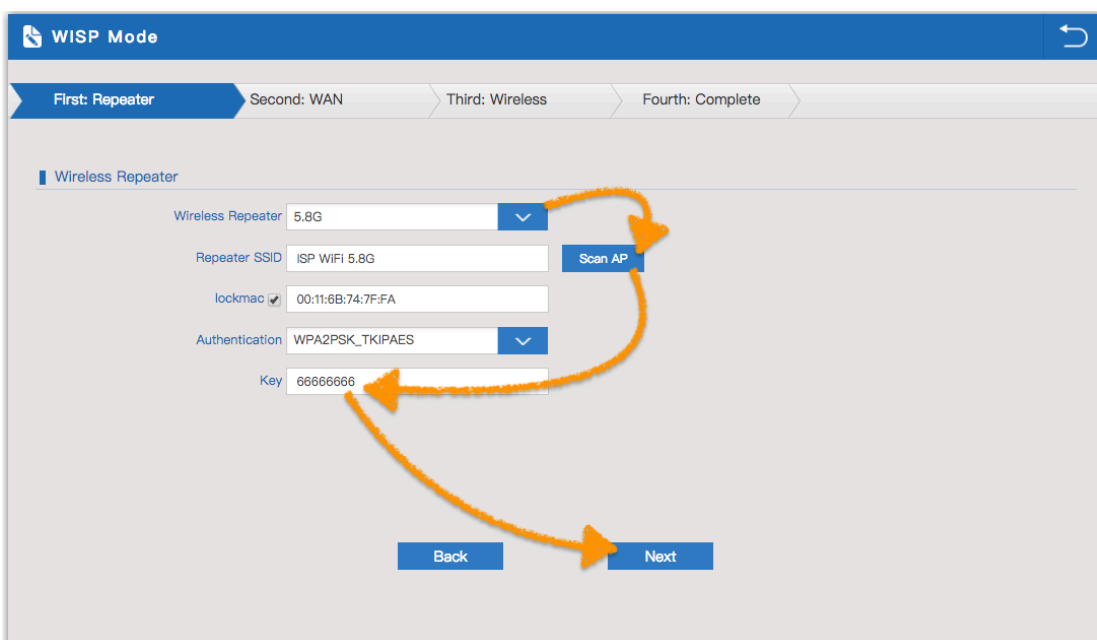 WISP Mode
First: Repeater Second: WAN Third: Wireless Fourth: Complete
Wireless Repeater
Wireless Repeater 5.8G
Repeater SSID ISP WiFi 5.8G Scan AP
lockmac 00:11:6B:74:7F:FA
Authentication WPA2PSK_TKIPAES
Key 66666666
Back Next